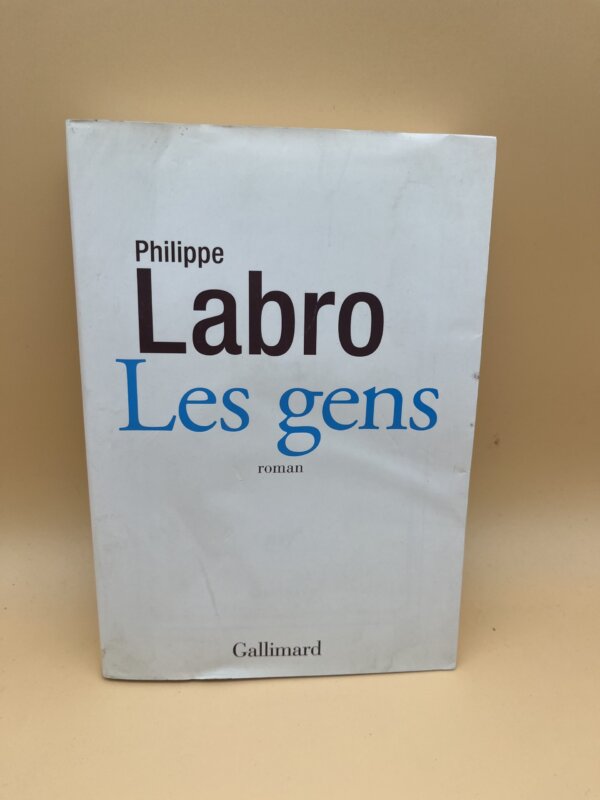 Philippe
Labro
Les gens
roman
Gallimard